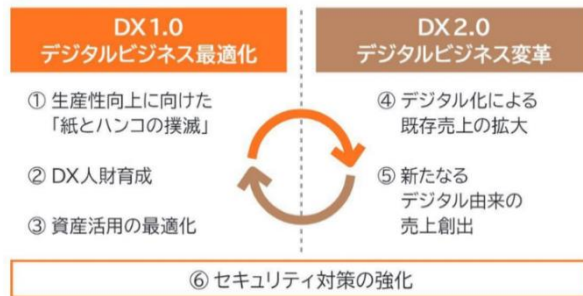 DX1.0
デジタルビジネス最適化
① 生産性向上に向けた
「紙とハンコの撲滅」
② DX人財育成
③ 資産活用の最適化
DX2.0
デジタルビジネス変革
④ デジタル化による
既存売上の拡大
⑤ 新たなる
デジタル由来の
売上創出
⑥ セキュリティ対策の強化